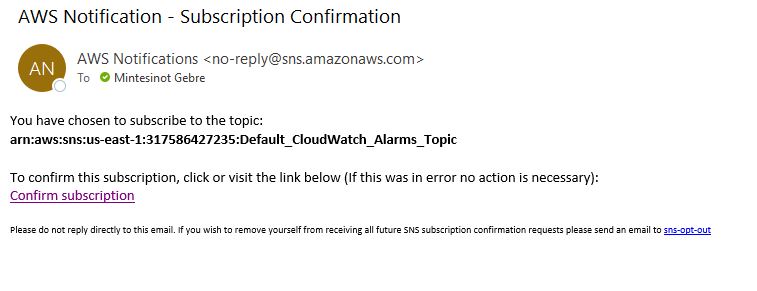 AWS Notification - Subscription Confirmation
AN
AWS Notifications <no-reply@sns.amazonaws.com>
To Mintesinot Gebre
You have chosen to subscribe to the topic:
arn:aws:sns:us-east-1:317586427235:Default_CloudWatch_Alarms_Topic
To confirm this subscription, click or visit the link below (If this was in error no action is necessary):
Confirm subscription
Please do not reply directly to this email. If you wish to remove yourself from receiving all future SNS subscription confirmation requests please send an email to sns-opt-out